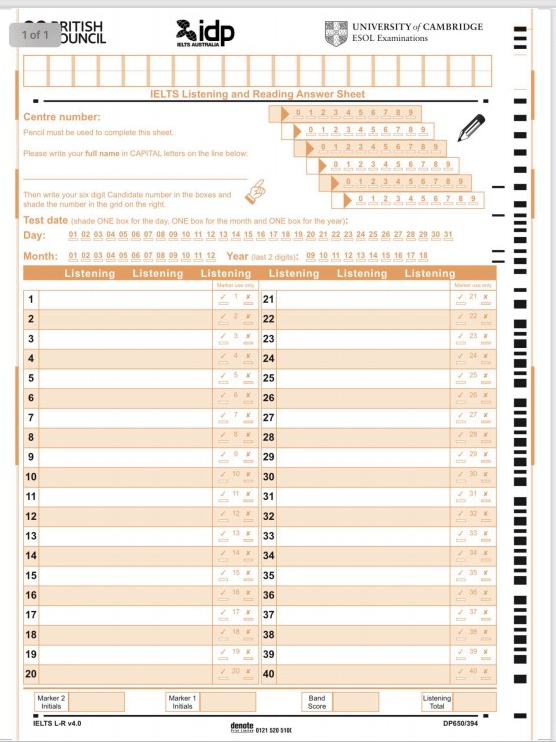 1 of 1
BRITISH
COUNCIL
idp
IELTS AUSTRALIA
UNIVERSITY of CAMBRIDGE
ESOL Examinations
IELTS Listening and Reading Answer Sheet
Centre number:
Pencil must be used to complete this sheet.
Please write your full name in CAPITAL letters on the line below:
0 1 2 3 4 5 6 7 8 9
0 1 2 3 4 5 6 7 8 9
0 1 2 3 4 5 6 7 8 9
0 1 2 3 4 5 6 7 8 9
0 1 2 3 4 5 6 7 8 9
0 1 2 3 4 5 6 7 8 9
Then write your six digit Candidate number in the boxes and
shade the number in the grid on the right.
Test date (shade ONE box for the day, ONE box for the month and ONE box for the year):
Day: 01 02 03 04 05 06 07 08 09 10 11 12 13 14 15 16 17 18 19 20 21 22 23 24 25 26 27 28 29 30 31
Month: 01 02 03 04 05 06 07 08 09 10 11 12 Year (last 2 digits): 09 10 11 12 13 14 15 16 17 18
Listening Listening Listening Listening Listening Listening
Marker use only Marker use only
1 ✓ 1 ✗ 21 ✓ 21 ✗
2 ✓ 2 ✗ 22 ✓ 22 ✗
3 ✓ 3 ✗ 23 ✓ 23 ✗
4 ✓ 4 ✗ 24 ✓ 24 ✗
5 ✓ 5 ✗ 25 ✓ 25 ✗
6 ✓ 6 ✗ 26 ✓ 26 ✗
7 ✓ 7 ✗ 27 ✓ 27 ✗
8 ✓ 8 ✗ 28 ✓ 28 ✗
9 ✓ 9 ✗ 29 ✓ 29 ✗
10 ✓ 10 ✗ 30 ✓ 30 ✗
11 ✓ 11 ✗ 31 ✓ 31 ✗
12 ✓ 12 ✗ 32 ✓ 32 ✗
13 ✓ 13 ✗ 33 ✓ 33 ✗
14 ✓ 14 ✗ 34 ✓ 34 ✗
15 ✓ 15 ✗ 35 ✓ 35 ✗
16 ✓ 16 ✗ 36 ✓ 36 ✗
17 ✓ 17 ✗ 37 ✓ 37 ✗
18 ✓ 18 ✗ 38 ✓ 38 ✗
19 ✓ 19 ✗ 39 ✓ 39 ✗
20 ✓ 20 ✗ 40 ✓ 40 ✗
Marker 2 Initials
Marker 1 Initials
Band Score
Listening Total
IELTS L-R v4.0
denote
Print Limited 0121 520 5100
DP650/394